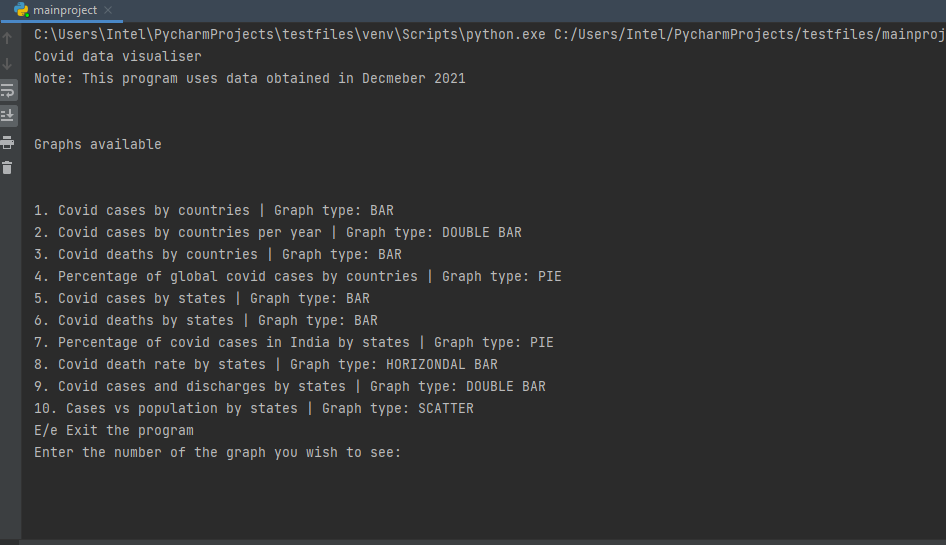 mainproject
C:\Users\Intel\PycharmProjects\testfiles\venv\Scripts\python.exe C:/Users/Intel/PycharmProjects/testfiles/mainproj
Covid data visualiser
Note: This program uses data obtained in Decmeber 2021
Graphs available
1. Covid cases by countries | Graph type: BAR
2. Covid cases by countries per year | Graph type: DOUBLE BAR
3. Covid deaths by countries | Graph type: BAR
4. Percentage of global covid cases by countries | Graph type: PIE
5. Covid cases by states | Graph type: BAR
6. Covid deaths by states | Graph type: BAR
7. Percentage of covid cases in India by states | Graph type: PIE
8. Covid death rate by states | Graph type: HORIZONDAL BAR
9. Covid cases and discharges by states | Graph type: DOUBLE BAR
10. Cases vs population by states | Graph type: SCATTER
E/e Exit the program
Enter the number of the graph you wish to see: